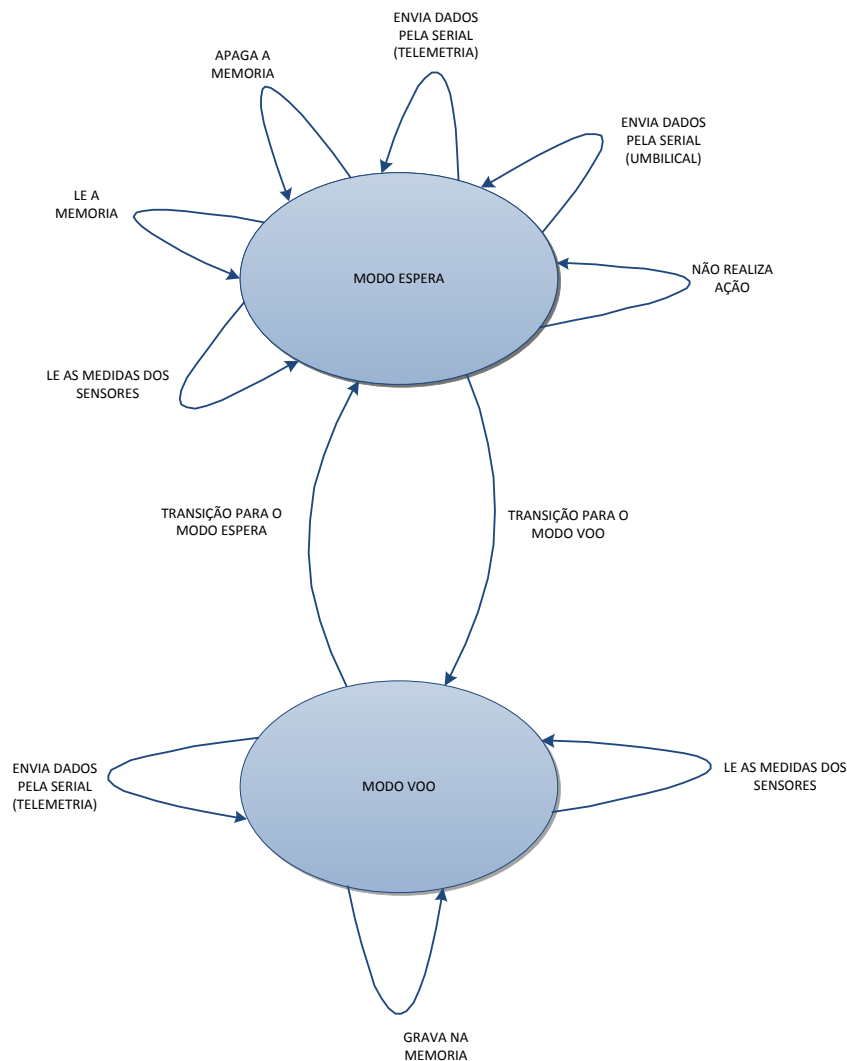 ENVIA DADOS
PELA SERIAL
(TELEMETRIA)
APAGA A
MEMORIA
ENVIA DADOS
PELA SERIAL
(UMBILICAL)
LE A
MEMORIA
MODO ESPERA
NÃO REALIZA
AÇÃO
LE AS MEDIDAS DOS
SENSORES
TRANSIÇÃO PARA O
MODO ESPERA
TRANSIÇÃO PARA O
MODO VOO
ENVIA DADOS
PELA SERIAL
(TELEMETRIA)
MODO VOO
LE AS MEDIDAS DOS
SENSORES
GRAVA NA
MEMORIA